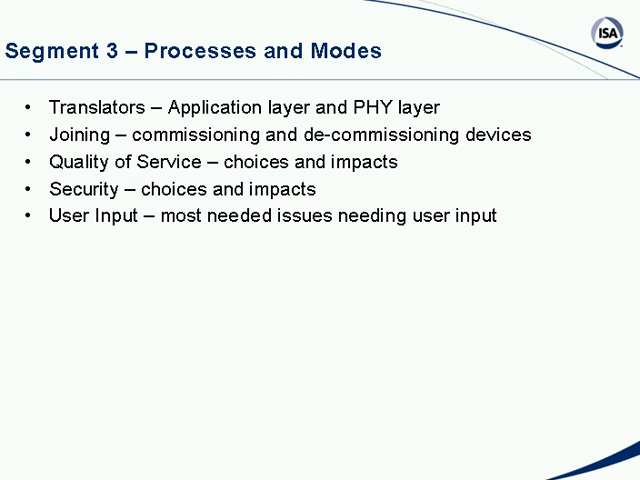 ISA
Segment 3 – Processes and Modes
• Translators – Application layer and PHY layer
• Joining – commissioning and de-commissioning devices
• Quality of Service – choices and impacts
• Security – choices and impacts
• User Input – most needed issues needing user input